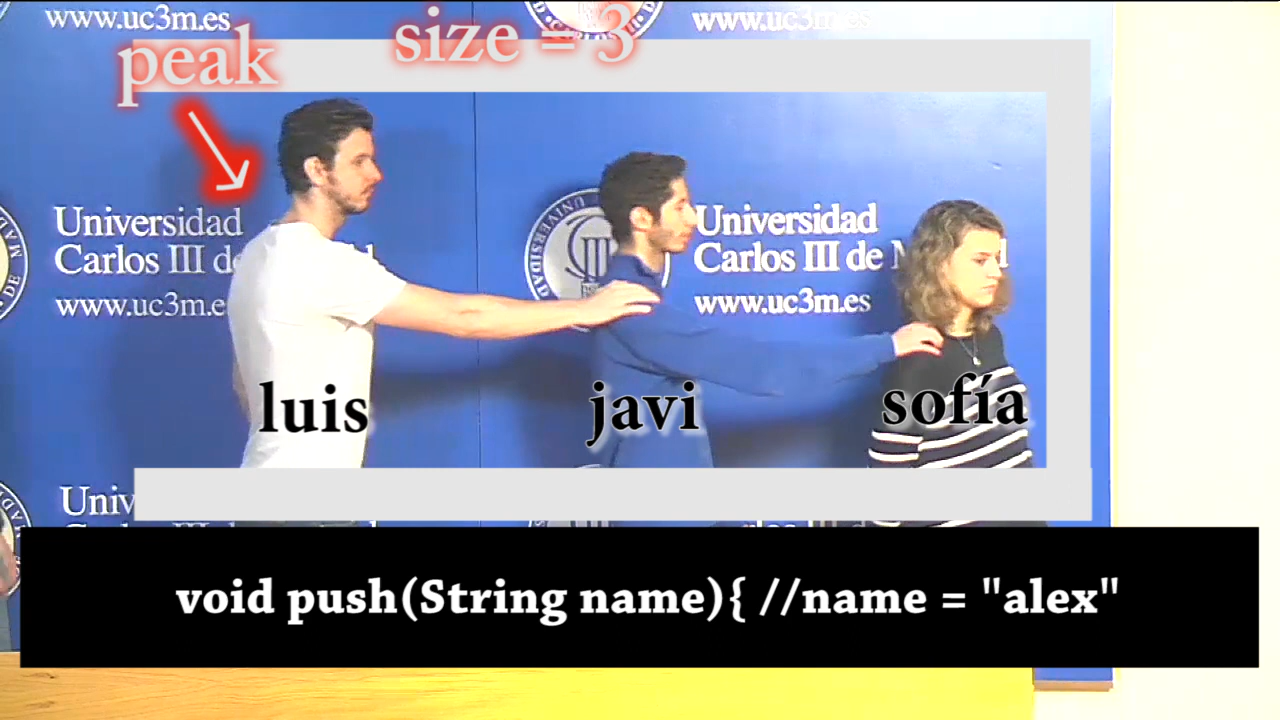 www.uc3m.es
www.uc3m.es
size = 3
peak
Universidad
Carlos III de
www.uc3m.es
Universidad
Carlos III de
www.uc3m.es
luis
javi
sofía
void push(String name){ //name = "alex"